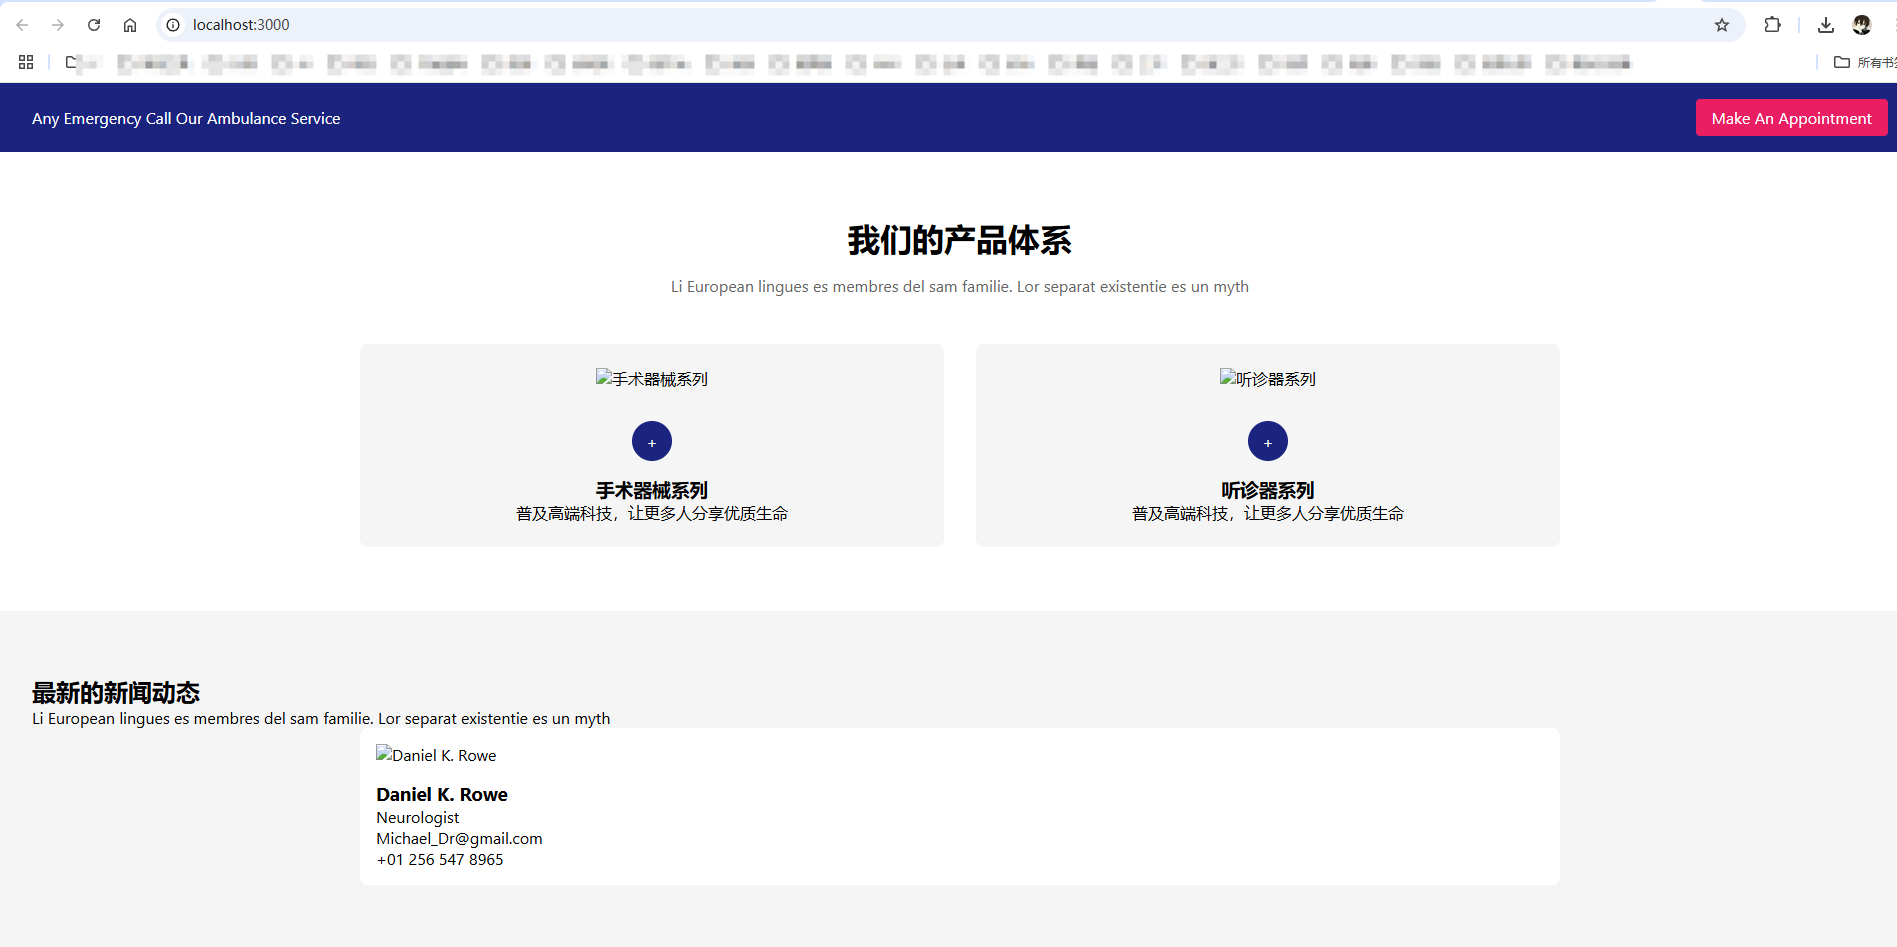 localhost:3000
所有书
Any Emergency Call Our Ambulance Service
Make An Appointment
我们的产品体系
Li European lingues es membres del sam familie. Lor separat existentie es un myth
手术器械系列
听诊器系列
+
+
手术器械系列
听诊器系列
普及高端科技，让更多人分享优质生命
普及高端科技，让更多人分享优质生命
最新的新闻动态
Li European lingues es membres del sam familie. Lor separat existentie es un myth
Daniel K. Rowe
Daniel K. Rowe
Neurologist
Michael_Dr@gmail.com
+01 256 547 8965